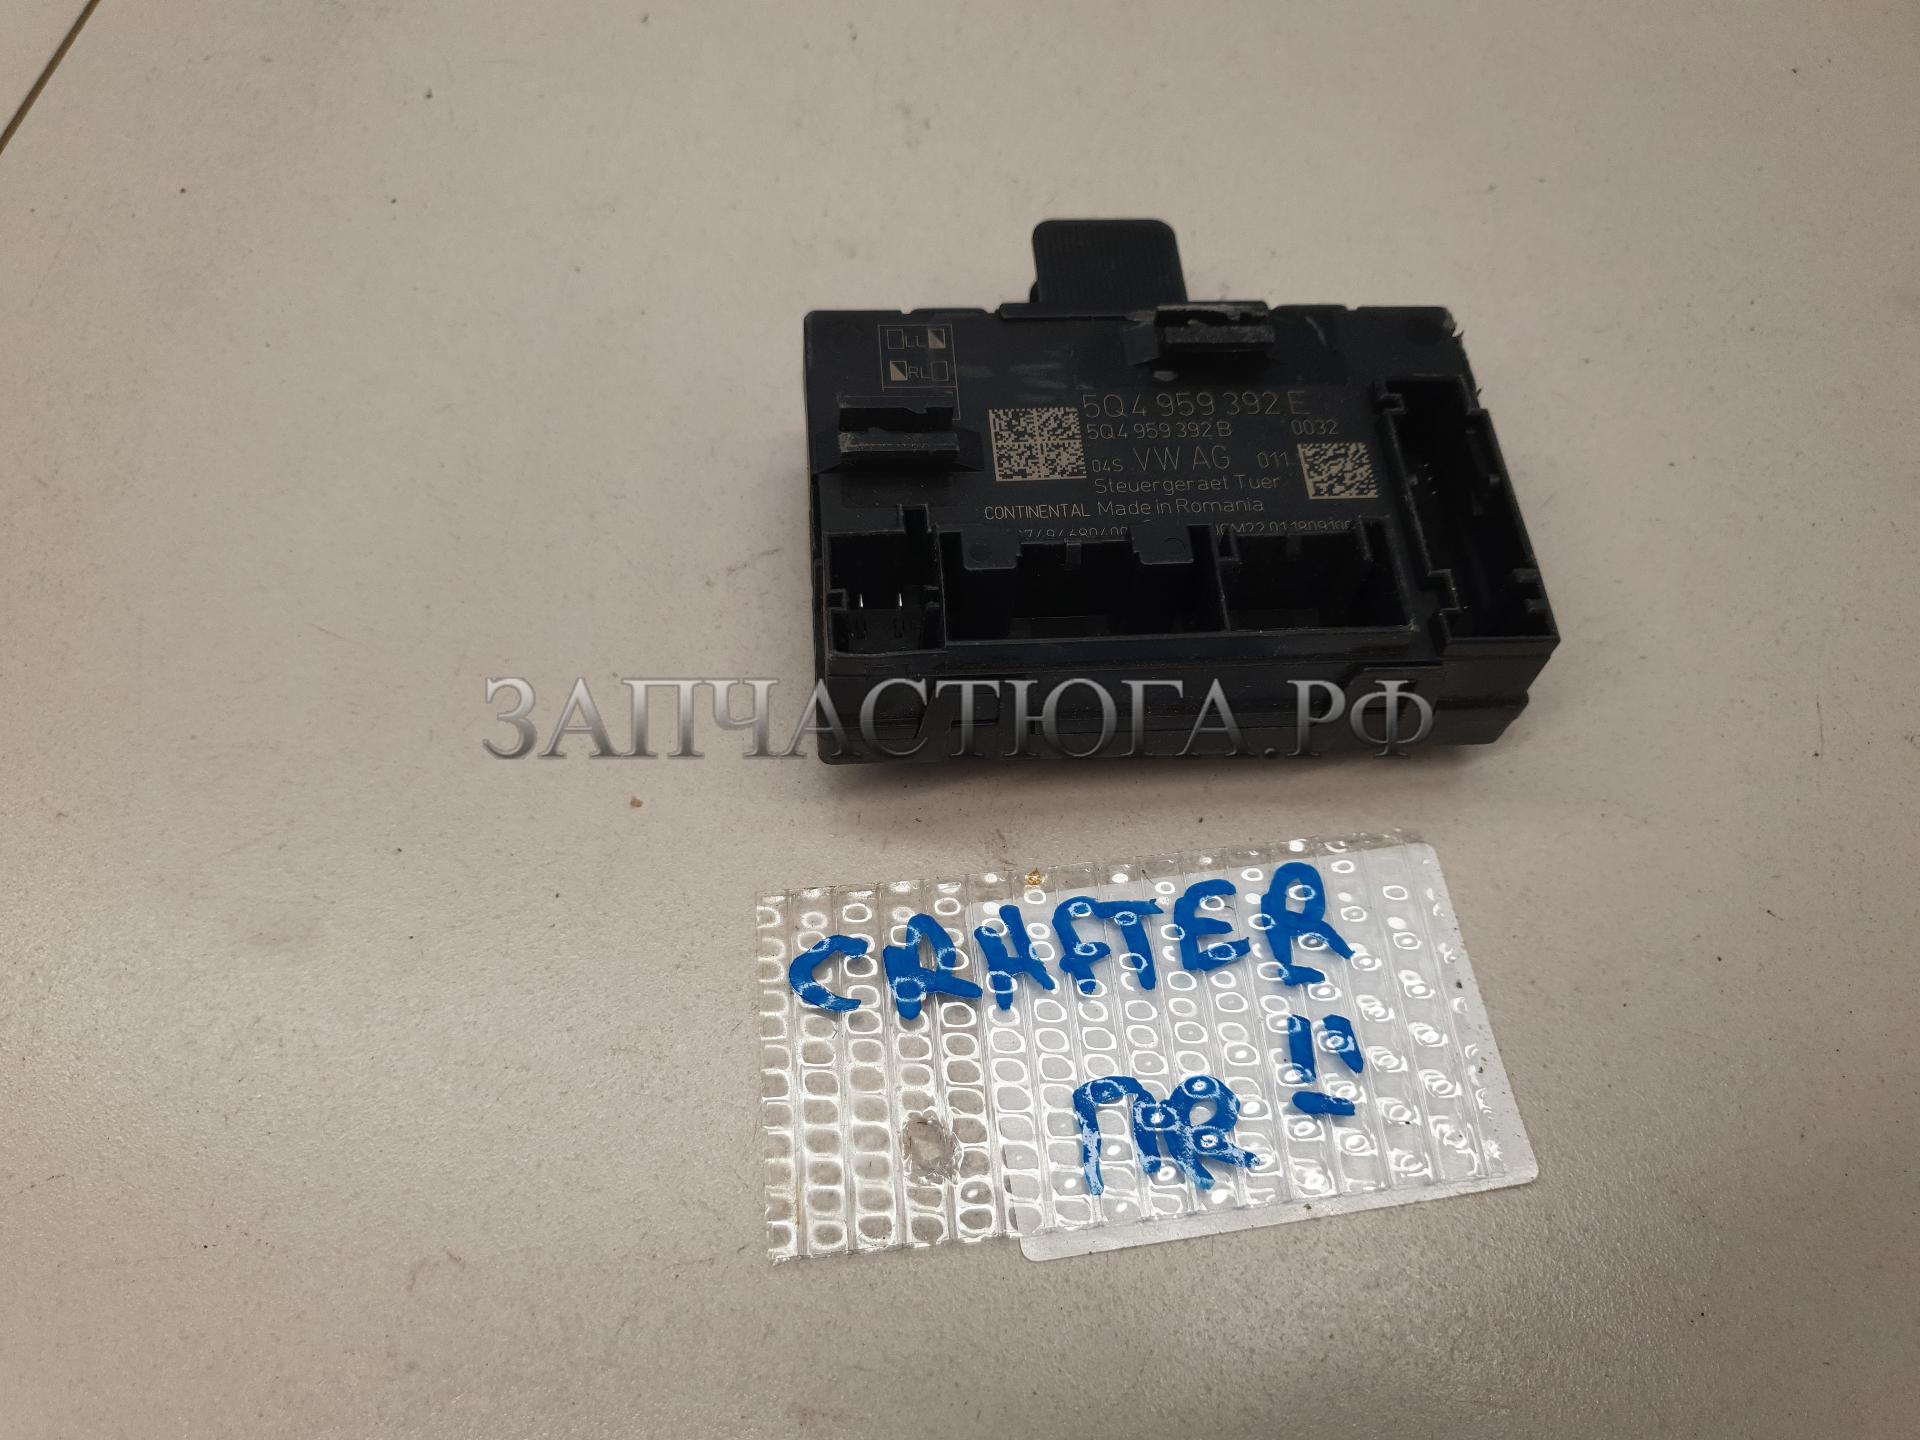 LL
RL
5Q4 959 392 E
5Q4 959 392 B 0032
04S VW AG 011
Steuergeraet Tuer
CONTINENTAL Made in Romania
ЗАПЧАСТЮГА.РФ
CRAFTER